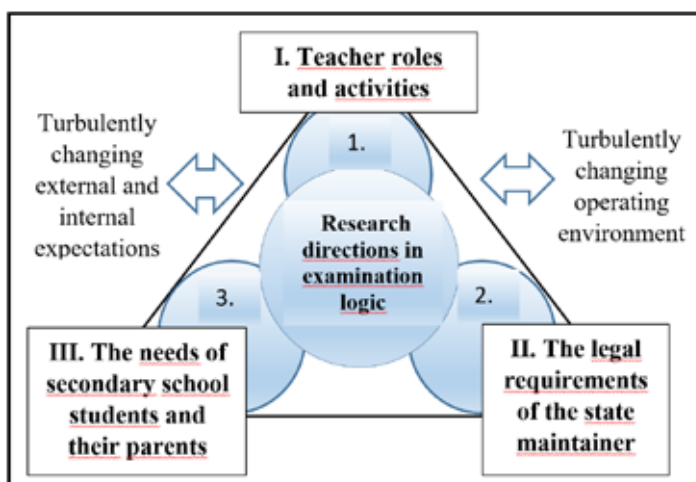 I. Teacher roles
and activities
Turbulently
changing
external and
internal
expectations
1.
Turbulently
changing
operating
environment
Research
directions in
examination
logic
3.
2.
III. The needs of
secondary school
students and
their parents
II. The legal
requirements
of the state
maintainer